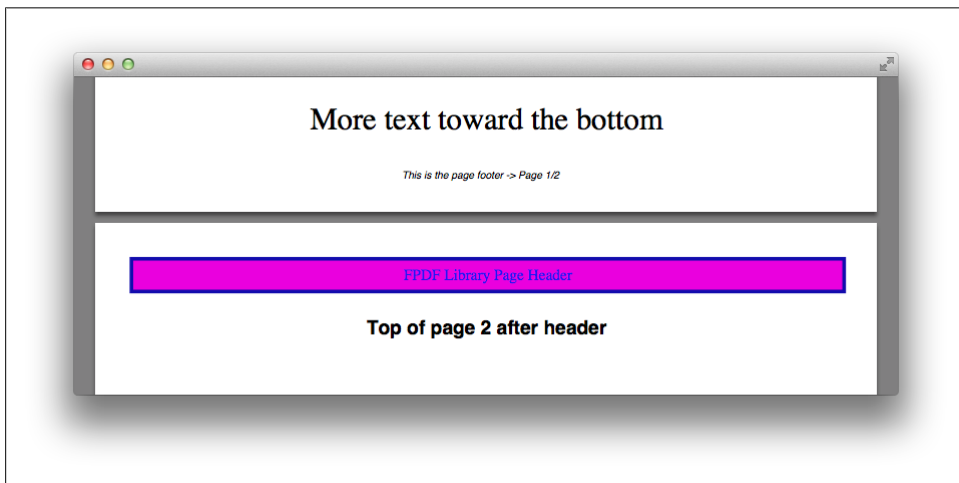 More text toward the bottom
This is the page footer -> Page 1/2
FPDF Library Page Header
Top of page 2 after header